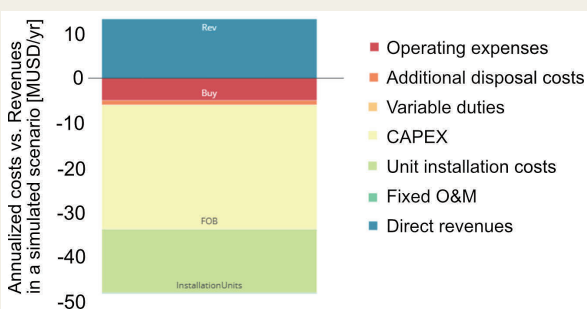 Annualized costs vs. Revenues
in a simulated scenario [MUSD/yr]
10
0
-10
-20
-30
-40
-50
Rev
Buy
FOB
InstallationUnits
Operating expenses
Additional disposal costs
Variable duties
CAPEX
Unit installation costs
Fixed O&M
Direct revenues